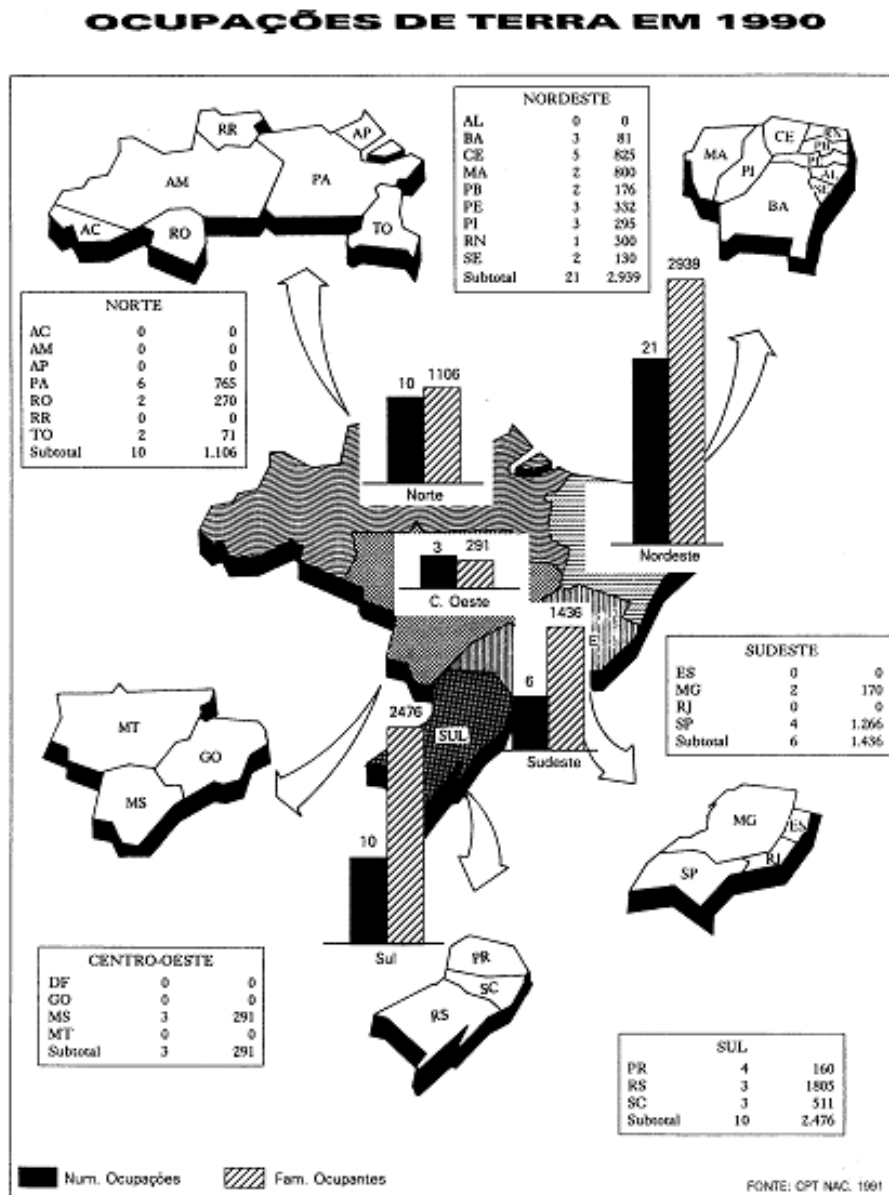 OCUPAÇÕES DE TERRA EM 1990
RR
AP
AM
PA
AC
RO
TO
NORDESTE
AL 0 0
BA 3 81
CE 5 825
MA 2 800
PB 2 176
PE 3 332
PI 3 295
RN 1 300
SE 2 130
Subtotal 21 2.939
MA
PI
CE
RN
PB
AL
SE
BA
NORTE
AC 0 0
AM 0 0
AP 0 0
PA 6 765
RO 2 270
RR 0 0
TO 2 71
Subtotal 10 1.106
10 1106
Norte
21 2939
Nordeste
3 291
C. Oeste
6 1436
E
Sudeste
SUDESTE
ES 0 0
MG 2 170
RJ 0 0
SP 4 1.266
Subtotal 6 1.436
MT
GO
MS
SUL
10 2476
Sul
MG
ES
SP
RJ
CENTRO-OESTE
DF 0 0
GO 0 0
MS 3 291
MT 0 0
Subtotal 3 291
PR
SC
RS
SUL
PR 4 160
RS 3 1805
SC 3 511
Subtotal 10 2.476
Num. Ocupações Fam. Ocupantes
FONTE: CPT NAC. 1991